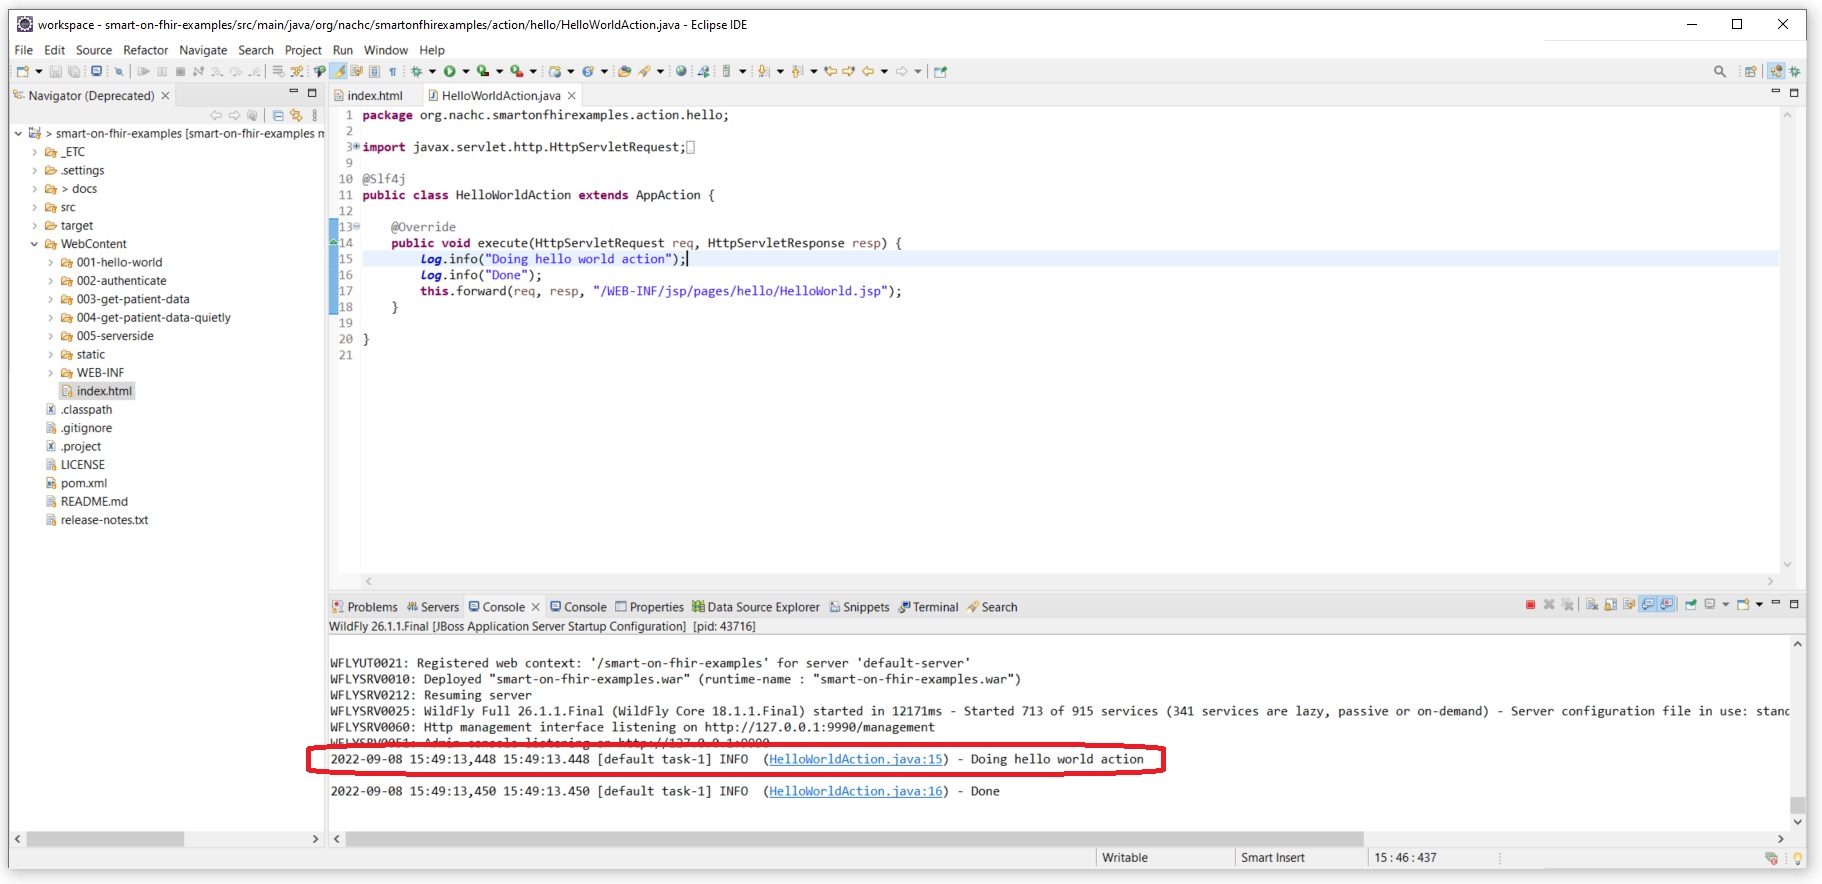 workspace - smart-on-fhir-examples/src/main/java/org/nachc/smartonfhirexamples/action/hello/HelloWorldAction.java - Eclipse IDE
File Edit Source Refactor Navigate Search Project Run Window Help
Navigator (Deprecated)
> smart-on-fhir-examples [smart-on-fhir-examples m
_ETC
.settings
> docs
src
target
WebContent
001-hello-world
002-authenticate
003-get-patient-data
004-get-patient-data-quietly
005-serverside
static
WEB-INF
index.html
.classpath
.gitignore
.project
LICENSE
pom.xml
README.md
release-notes.txt
index.html HelloWorldAction.java
1 package org.nachc.smartonfhirexamples.action.hello;
2
3 import javax.servlet.http.HttpServletRequest;
9
10 @Slf4j
11 public class HelloWorldAction extends AppAction {
12
13 @Override
14 public void execute(HttpServletRequest req, HttpServletResponse resp) {
15 log.info("Doing hello world action");
16 log.info("Done");
17 this.forward(req, resp, "/WEB-INF/jsp/pages/hello/HelloWorld.jsp");
18 }
19
20 }
21
Problems Servers Console Console Properties Data Source Explorer Snippets Terminal Search
WildFly 26.1.1.Final [JBoss Application Server Startup Configuration] [pid: 43716]
WFLYUT0021: Registered web context: '/smart-on-fhir-examples' for server 'default-server'
WFLYSRV0010: Deployed "smart-on-fhir-examples.war" (runtime-name : "smart-on-fhir-examples.war")
WFLYSRV0212: Resuming server
WFLYSRV0025: WildFly Full 26.1.1.Final (WildFly Core 18.1.1.Final) started in 12171ms - Started 713 of 915 services (341 services are lazy, passive or on-demand) - Server configuration file in use: stand
WFLYSRV0060: Http management interface listening on http://127.0.0.1:9990/management
WFLYSRV0051: Admin console listening on http://127.0.0.1:9990
2022-09-08 15:49:13,448 15:49:13.448 [default task-1] INFO (HelloWorldAction.java:15) - Doing hello world action
2022-09-08 15:49:13,450 15:49:13.450 [default task-1] INFO (HelloWorldAction.java:16) - Done
Writable Smart Insert 15 : 46 : 437